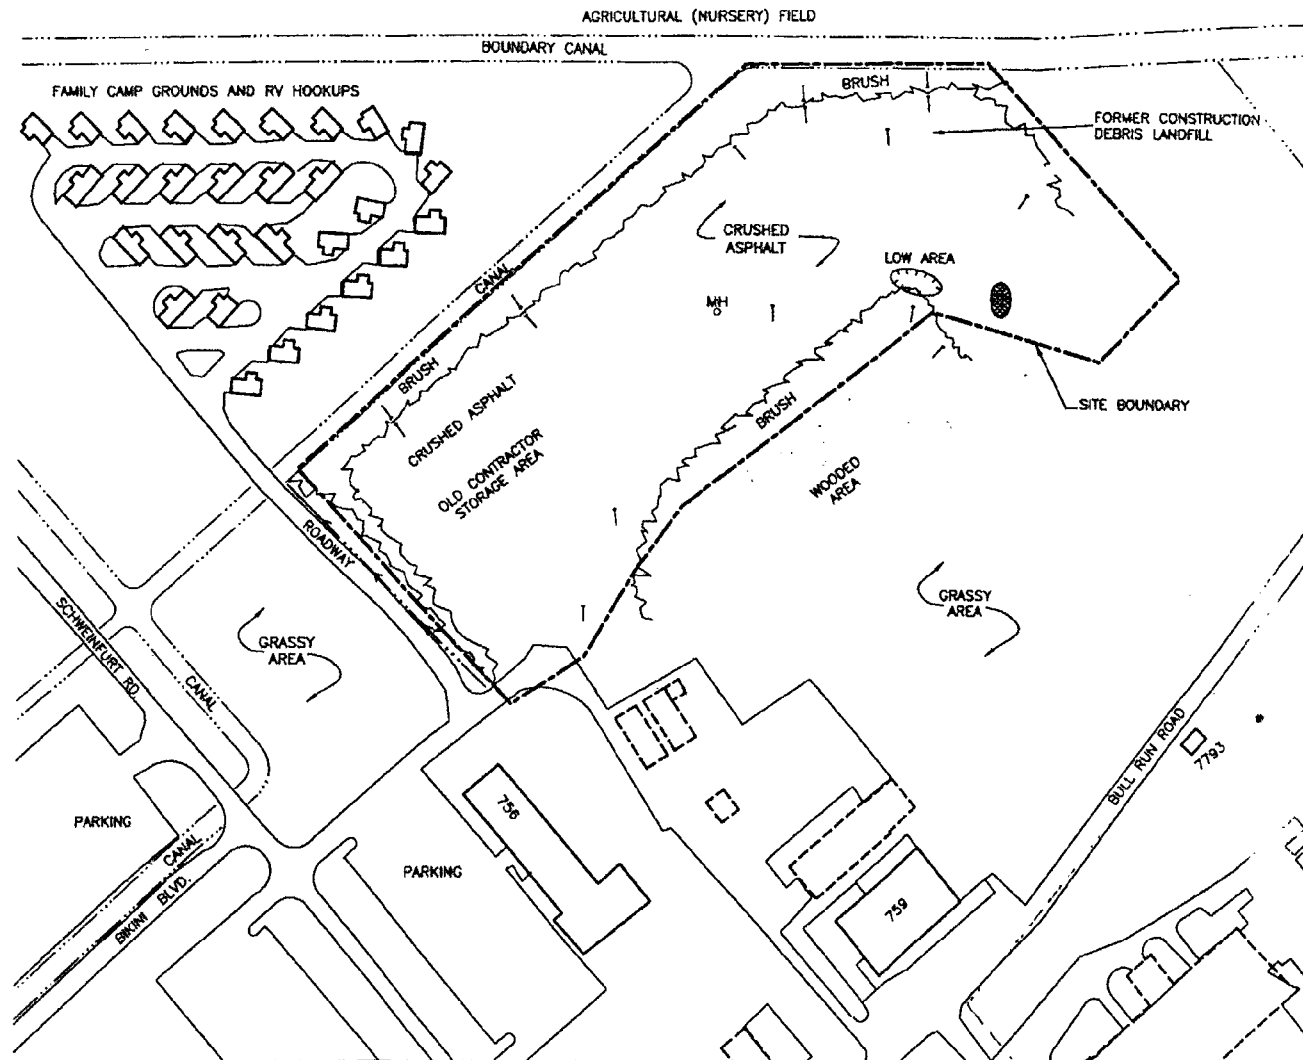 AGRICULTURAL (NURSERY) FIELD
BOUNDARY CANAL
FAMILY CAMP GROUNDS AND RV HOOKUPS
BRUSH
FORMER CONSTRUCTION
DEBRIS LANDFILL
CRUSHED
ASPHALT
LOW AREA
CANAL
MH
BRUSH
CRUSHED ASPHALT
SITE BOUNDARY
BRUSH
OLD CONTRACTOR
STORAGE AREA
WOODED
AREA
ROADWAY
GRASSY
AREA
SCHWEINFURT RD.
GRASSY
AREA
CANAL
BULL RUN ROAD
7793
756
PARKING
CANAL
PARKING
BIKINI BLVD.
759